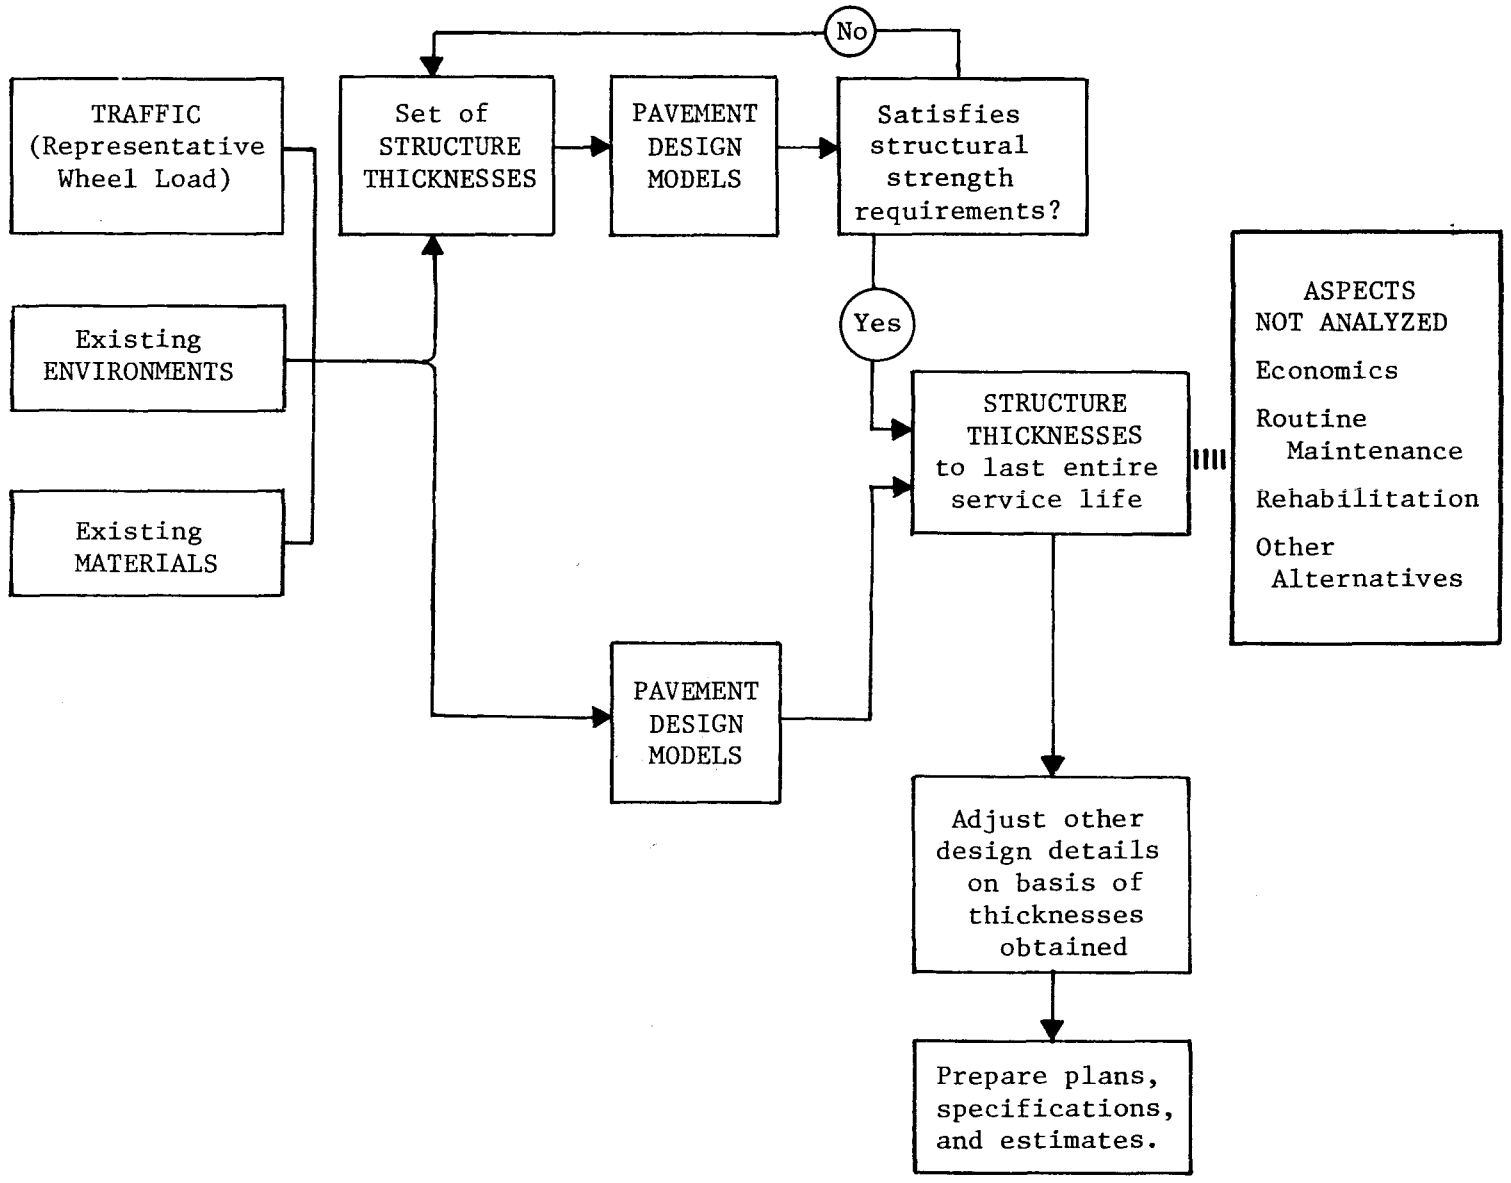 No
TRAFFIC
(Representative
Wheel Load)
Set of
STRUCTURE
THICKNESSES
PAVEMENT
DESIGN
MODELS
Satisfies
structural
strength
requirements?
Existing
ENVIRONMENTS
Yes
Existing
MATERIALS
STRUCTURE
THICKNESSES
to last entire
service life
ASPECTS
NOT ANALYZED
Economics
Routine
Maintenance
Rehabilitation
Other
Alternatives
PAVEMENT
DESIGN
MODELS
Adjust other
design details
on basis of
thicknesses
obtained
Prepare plans,
specifications,
and estimates.